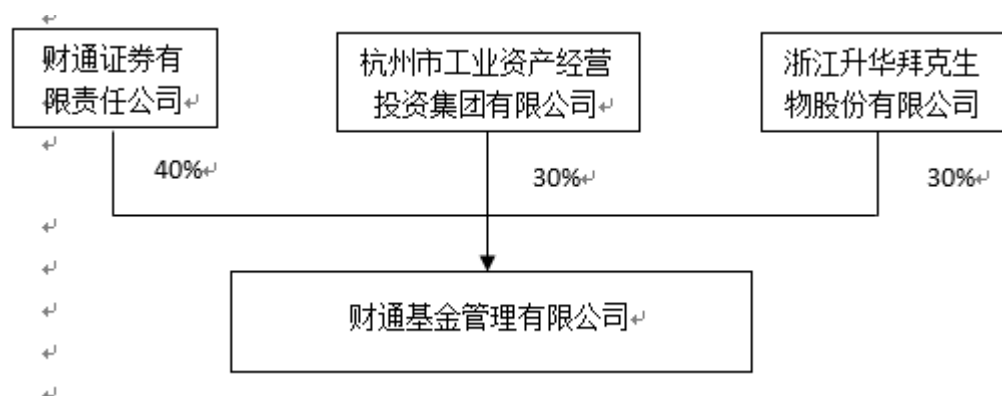 财通证券有
限责任公司
杭州市工业资产经营
投资集团有限公司
浙江升华拜克生
物股份有限公司
40%
30%
30%
财通基金管理有限公司